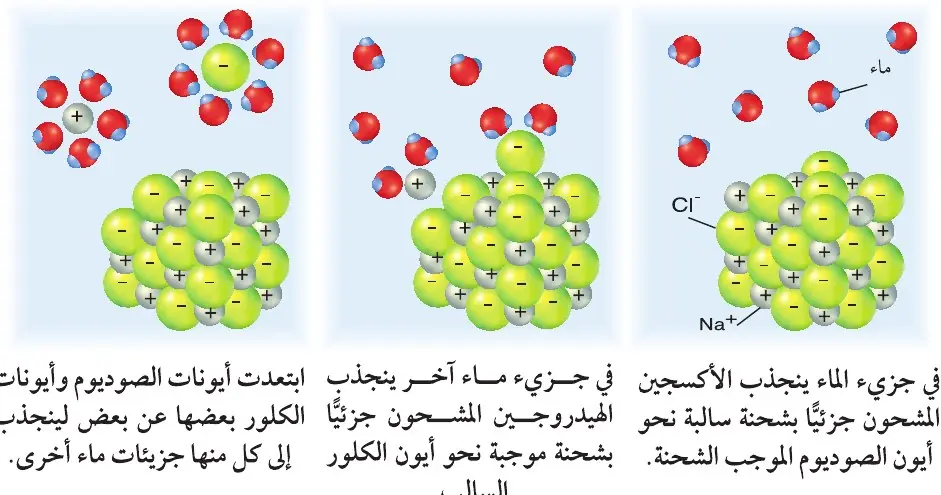 ماء
Cl⁻
Na⁺
في جزيء الماء ينجذب الأكسجين
المشحون جزئيًّا بشحنة سالبة نحو
أيون الصوديوم الموجب الشحنة.
في جزيء ماء آخر ينجذب
الهيدروجين المشحون جزئيًّا
بشحنة موجبة نحو أيون الكلور
السالب
ابتعدت أيونات الصوديوم وأيونات
الكلور بعضها عن بعض لينجذب
إلى كل منها جزيئات ماء أخرى.